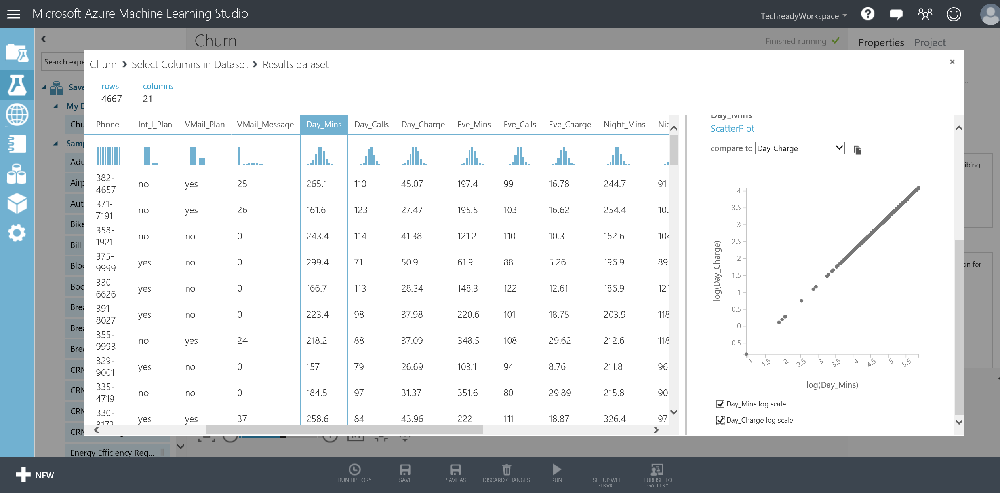 Microsoft Azure Machine Learning Studio
TechreadyWorkspace
Churn
Finished running
Properties Project
Search expe
Save
My D
Chu
Samp
Adu
Airp
Auto
Bike
Bill
Bloo
Boo
Brea
Brea
Brea
CRM
CRM
CRM
CRM
Energy Efficiency Reg...
Churn > Select Columns in Dataset > Results dataset
rows columns
4667 21
Phone Int_l_Plan VMail_Plan VMail_Message Day_Mins Day_Calls Day_Charge Eve_Mins Eve_Calls Eve_Charge Night_Mins Nig
382-4657 no yes 25 265.1 110 45.07 197.4 99 16.78 244.7 91
371-7191 no yes 26 161.6 123 27.47 195.5 103 16.62 254.4 103
358-1921 no no 0 243.4 114 41.38 121.2 110 10.3 162.6 104
375-9999 yes no 0 299.4 71 50.9 61.9 88 5.26 196.9 89
330-6626 yes no 0 166.7 113 28.34 148.3 122 12.61 186.9 121
391-8027 yes no 0 223.4 98 37.98 220.6 101 18.75 203.9 118
355-9993 no yes 24 218.2 88 37.09 348.5 108 29.62 212.6 118
329-9001 yes no 0 157 79 26.69 103.1 94 8.76 211.8 96
335-4719 no no 0 184.5 97 31.37 351.6 80 29.89 215.8 90
330-8173 yes yes 37 258.6 84 43.96 222 111 18.87 326.4 97
Day_Mins
ScatterPlot
compare to Day_Charge
4
3.5
3
2.5
2
1.5
1
0.5
0
-0.5
log(Day_Charge)
1 1.5 2 2.5 3 3.5 4 4.5 5 5.5
log(Day_Mins)
Day_Mins log scale
Day_Charge log scale
ibing
on for
NEW
RUN HISTORY
SAVE
SAVE AS
DISCARD CHANGES
RUN
SET UP WEB
SERVICE
PUBLISH TO
GALLERY